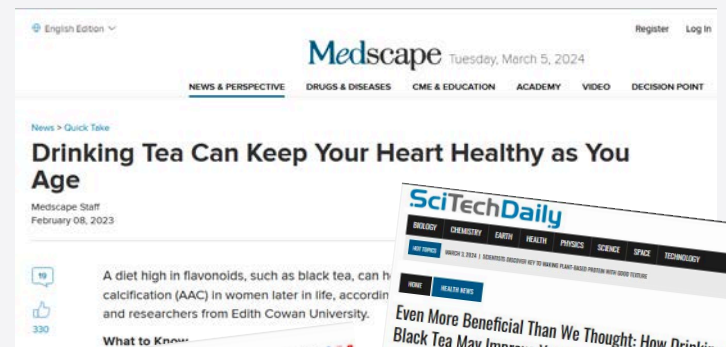 English Edition
Register Log In
Medscape Tuesday, March 5, 2024
NEWS & PERSPECTIVE DRUGS & DISEASES CME & EDUCATION ACADEMY VIDEO DECISION POINT
News > Quick Take
Drinking Tea Can Keep Your Heart Healthy as You
Age
Medscape Staff
February 08, 2023
19
330
A diet high in flavonoids, such as black tea, can
calcification (AAC) in women later in life,
and researchers from Edith Cowan University.
What to
SciTechDaily
BIOLOGY CHEMISTRY EARTH HEALTH PHYSICS SCIENCE SPACE TECHNOLOGY
HOT TOPICS MARCH 3, 2024 | SCIENTISTS DISCOVER KEY TO MAKING PLANT-BASED PROTEIN WITH GOOD TEXTURE
HOME HEALTH NEWS
Even More Beneficial Than We Thought: How
Black Tea May